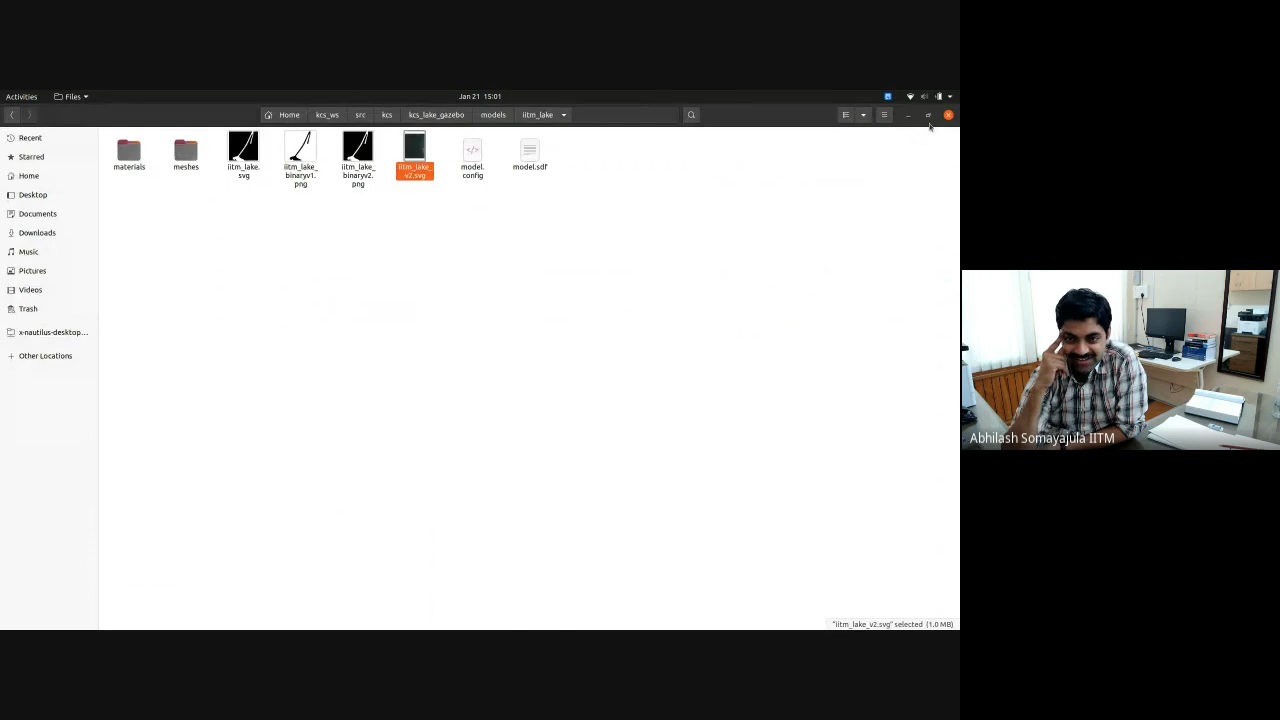 Activities
Files
Jan 21 15:01
Home
kcs_ws
src
kcs
kcs_lake_gazebo
models
iitm_lake
Recent
Starred
Home
Desktop
Documents
Downloads
Music
Pictures
Videos
Trash
x-nautilus-desktop...
Other Locations
materials
meshes
iitm_lake.
svg
iitm_lake_
binaryv1.
png
iitm_lake_
binaryv2.
png
iitm_lake_
v2.svg
model.
config
model.sdf
"iitm_lake_v2.svg" selected (1.0 MB)
Abhilash Somayajula IITM